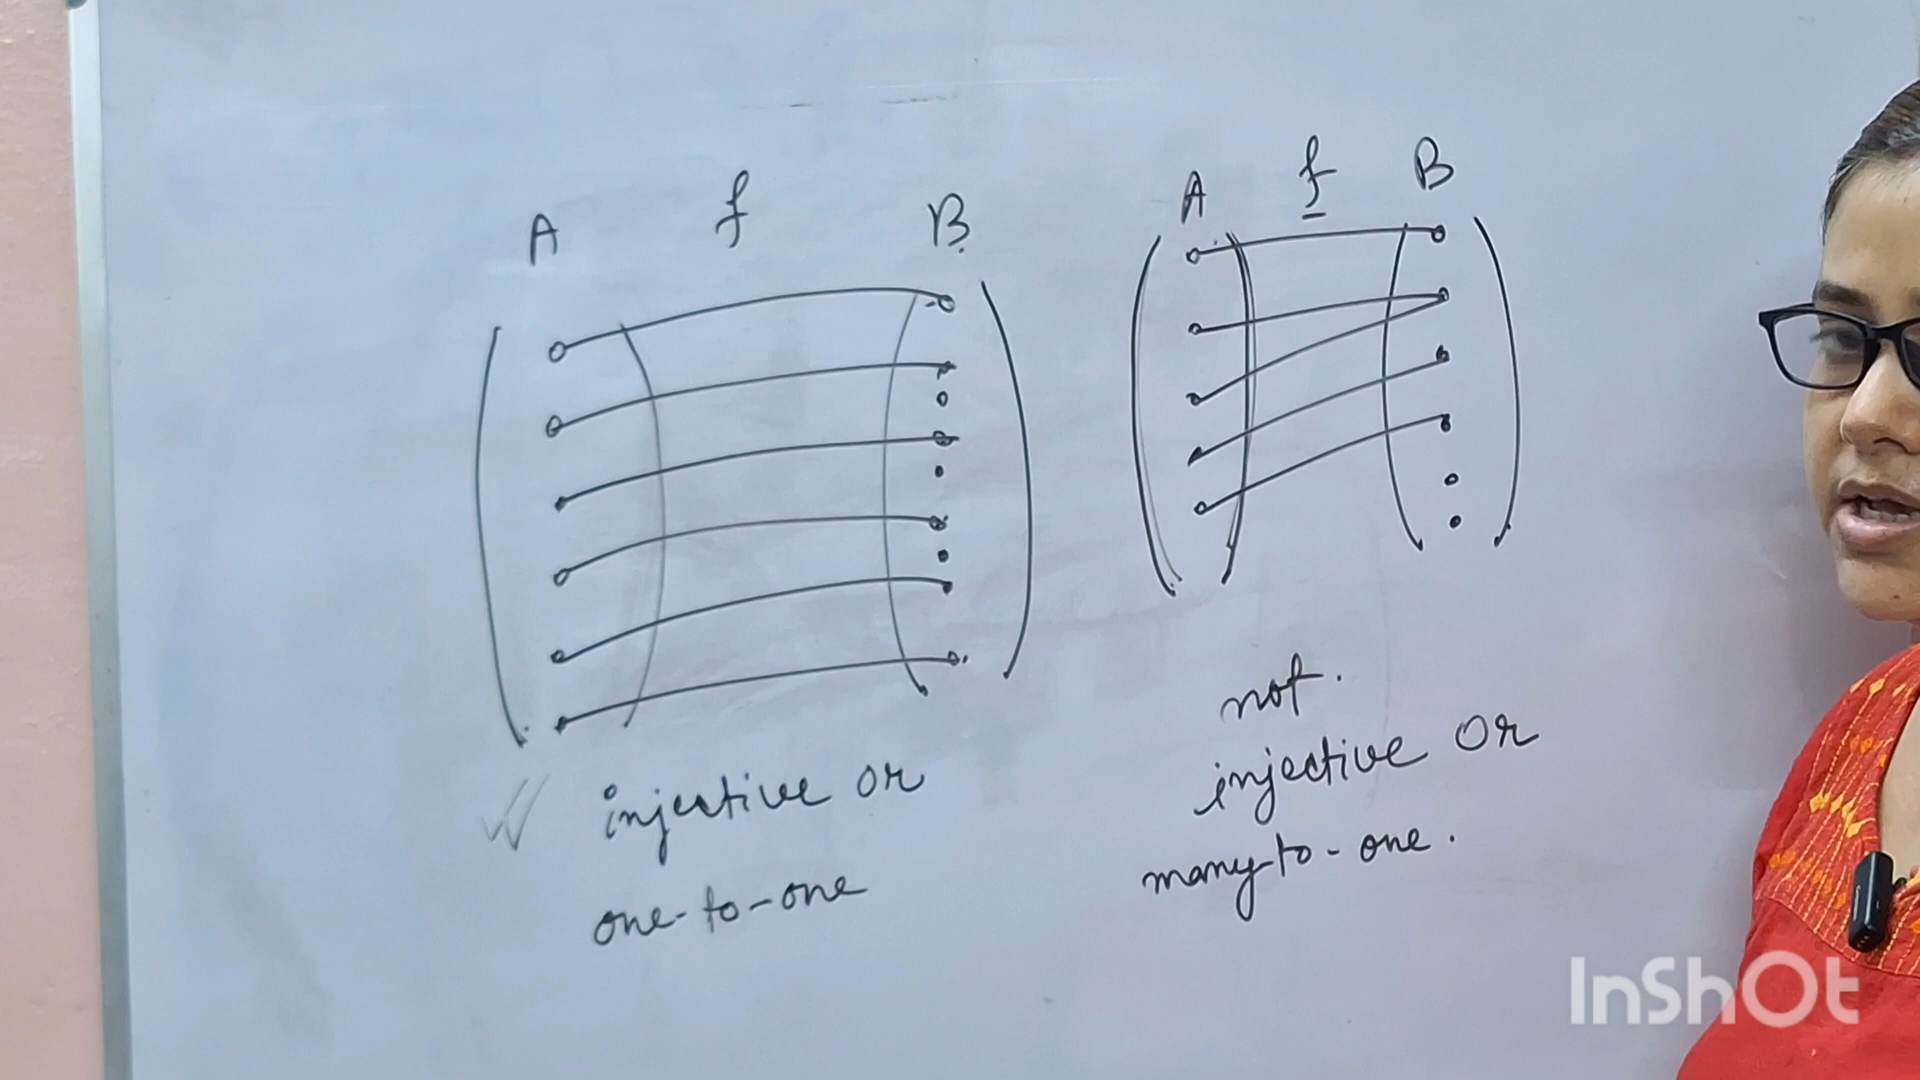 A f B
injective or
one-to-one
A f B
not.
injective or
many-to-one.
InShOt